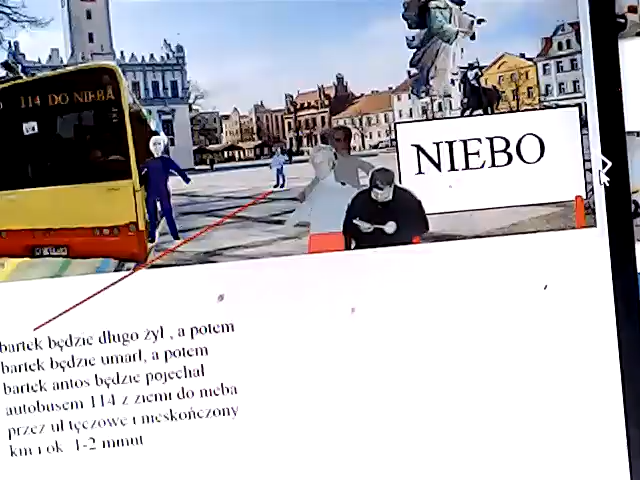 114 DO NIEBA
NIEBO
bartek będzie długo żył , a potem
bartek będzie umarł, a potem
bartek antos będzie pojechał
autobusem 114 z ziemi do nieba
przez ul tęczowe i nieskończony
km i ok 1-2 minut